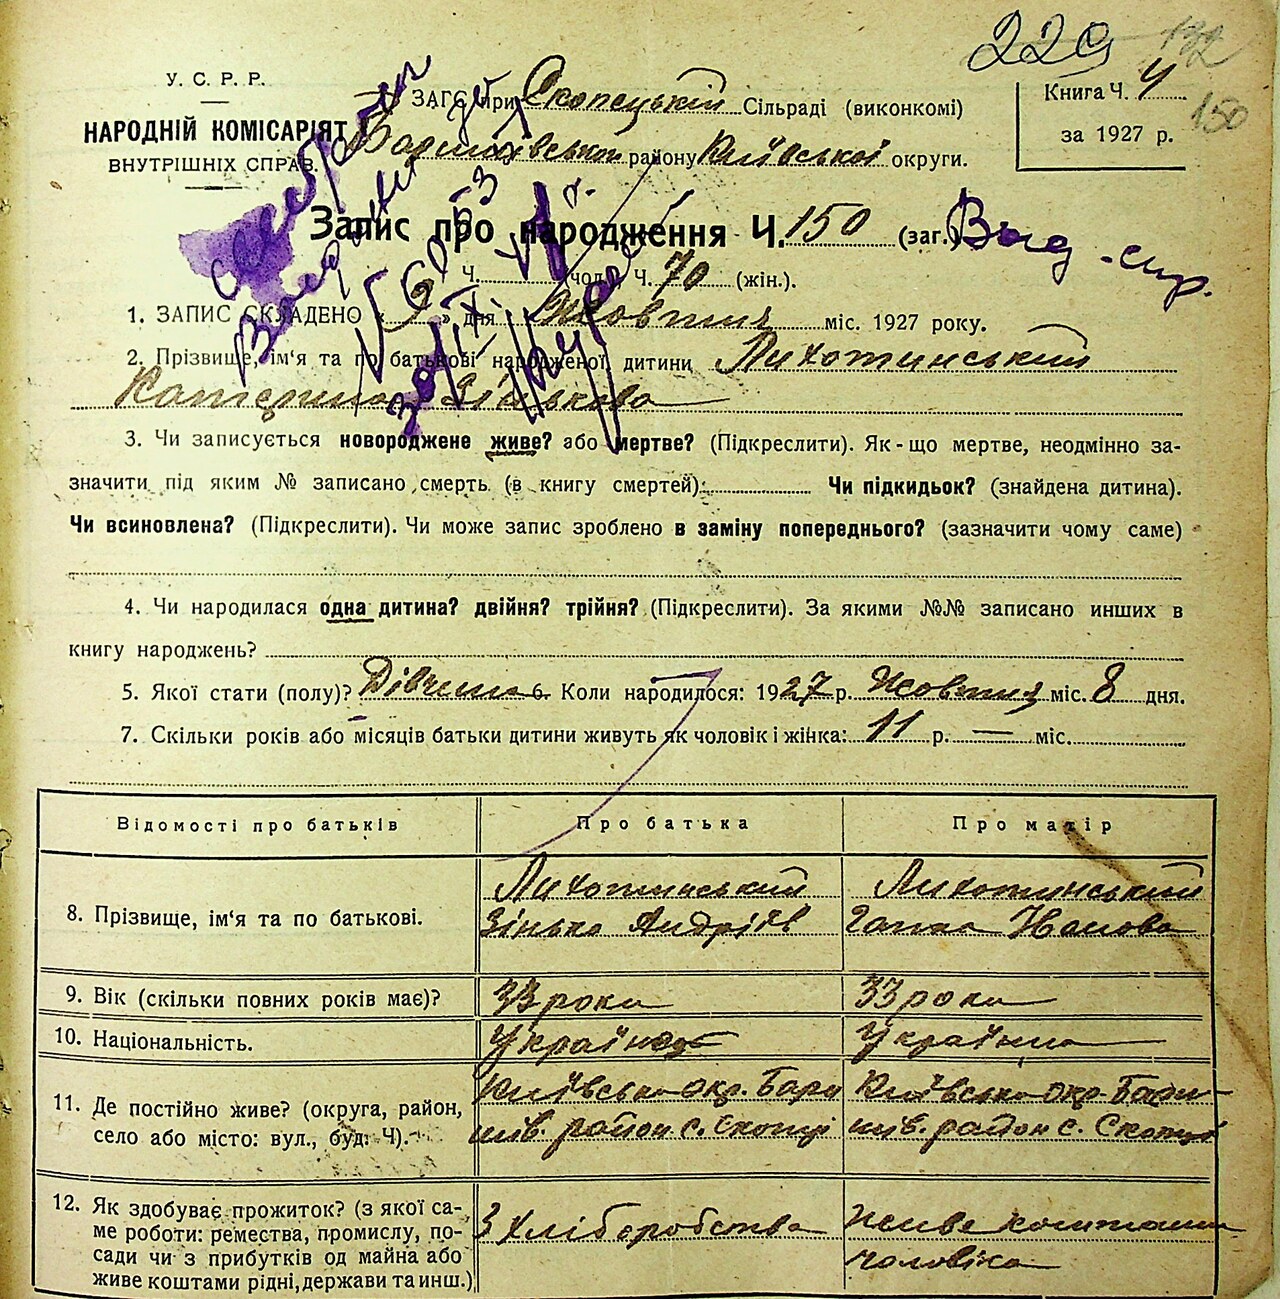 229 132
У. С. Р. Р.
НАРОДНІЙ КОМІСАРІЯТ
ВНУТРІШНІХ СПРАВ.
ЗАГС при Скопецькій Сільраді (виконкомі)
Баришівської району Київської округи.
Книга Ч. 4
за 1927 р.
150
Запис про народження Ч. 150 (заг.)
Ч. чол. Ч. 70 (жін.).
1. ЗАПИС СКЛАДЕНО « 9 » дня Жовтня міс. 1927 року.
2. Прізвище, ім‘я та по батькові народженої дитини Лихотинський
Катерина Зінькова
3. Чи записується новороджене живе? або мертве? (Підкреслити). Як-що мертве, неодмінно за-
значити під яким № записано смерть (в книгу смертей): Чи підкидьок? (знайдена дитина).
Чи всиновлена? (Підкреслити). Чи може запис зроблено в заміну попереднього? (зазначити чому саме)
4. Чи народилася одна дитина? двійня? трійня? (Підкреслити). За якими №№ записано инших в
книгу народжень?
5. Якої стати (полу)? Дівчина 6. Коли народилося: 1927 р. Жовтня міс. 8 дня.
7. Скільки років або місяців батьки дитини живуть як чоловік і жінка: 11 р. — міс.
Відомості про батьків Про батька Про матір
8. Прізвище, ім‘я та по батькові.
Лихотинський
Зінько Андріїв
Лихотинський
Ганна Іванова
9. Вік (скільки повних років має)? 33 роки 33 роки
10. Національність. Українець Українка
11. Де постійно живе? (округа, район,
село або місто: вул., буд. Ч).
Київська окр. Бари
шів. район с. Скопці
Київська окр. Бари
шів. район с. Скопці
12. Як здобуває прожиток? (з якої са-
ме роботи: ремества, промислу, по-
сади чи з прибутків од майна або
живе коштами рідні, держави та инш.)
З хліборобства
живе коштами
чоловіка